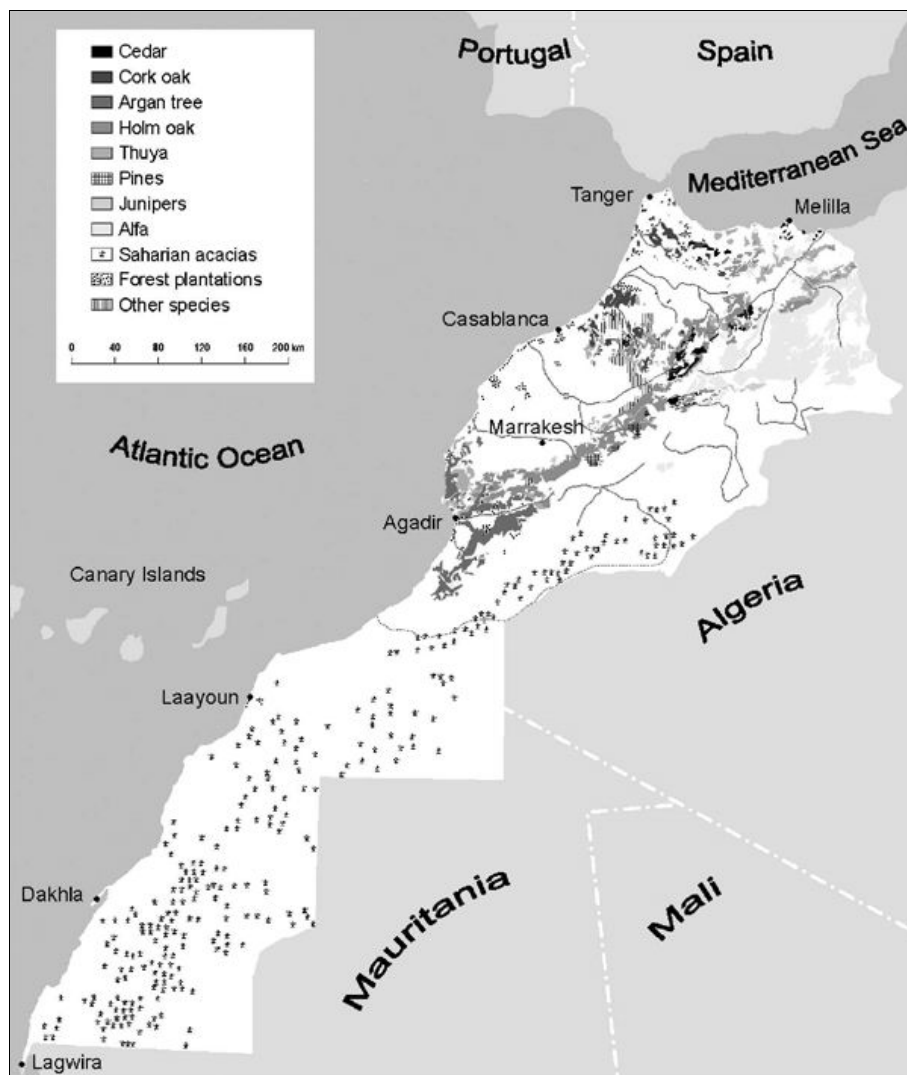 Cedar
Cork oak
Argan tree
Holm oak
Thuya
Pines
Junipers
Alfa
Saharian acacias
Forest plantations
Other species
0 40 80 120 160 200 km
Portugal
Spain
Mediterranean Sea
Tanger
Melilla
Casablanca
Marrakesh
Atlantic Ocean
Agadir
Canary Islands
Algeria
Laayoun
Dakhla
Mauritania
Mali
Lagwira